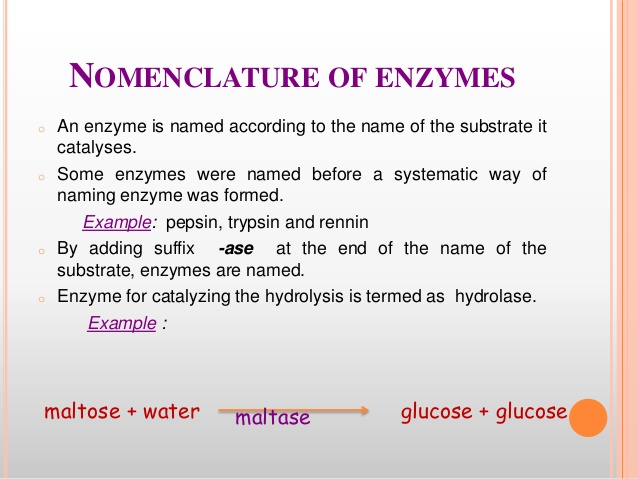 NOMENCLATURE OF ENZYMES
o An enzyme is named according to the name of the substrate it
catalyses.
o Some enzymes were named before a systematic way of
naming enzyme was formed.
Example: pepsin, trypsin and rennin
o By adding suffix -ase at the end of the name of the
substrate, enzymes are named.
o Enzyme for catalyzing the hydrolysis is termed as hydrolase.
Example :
maltose + water maltase glucose + glucose